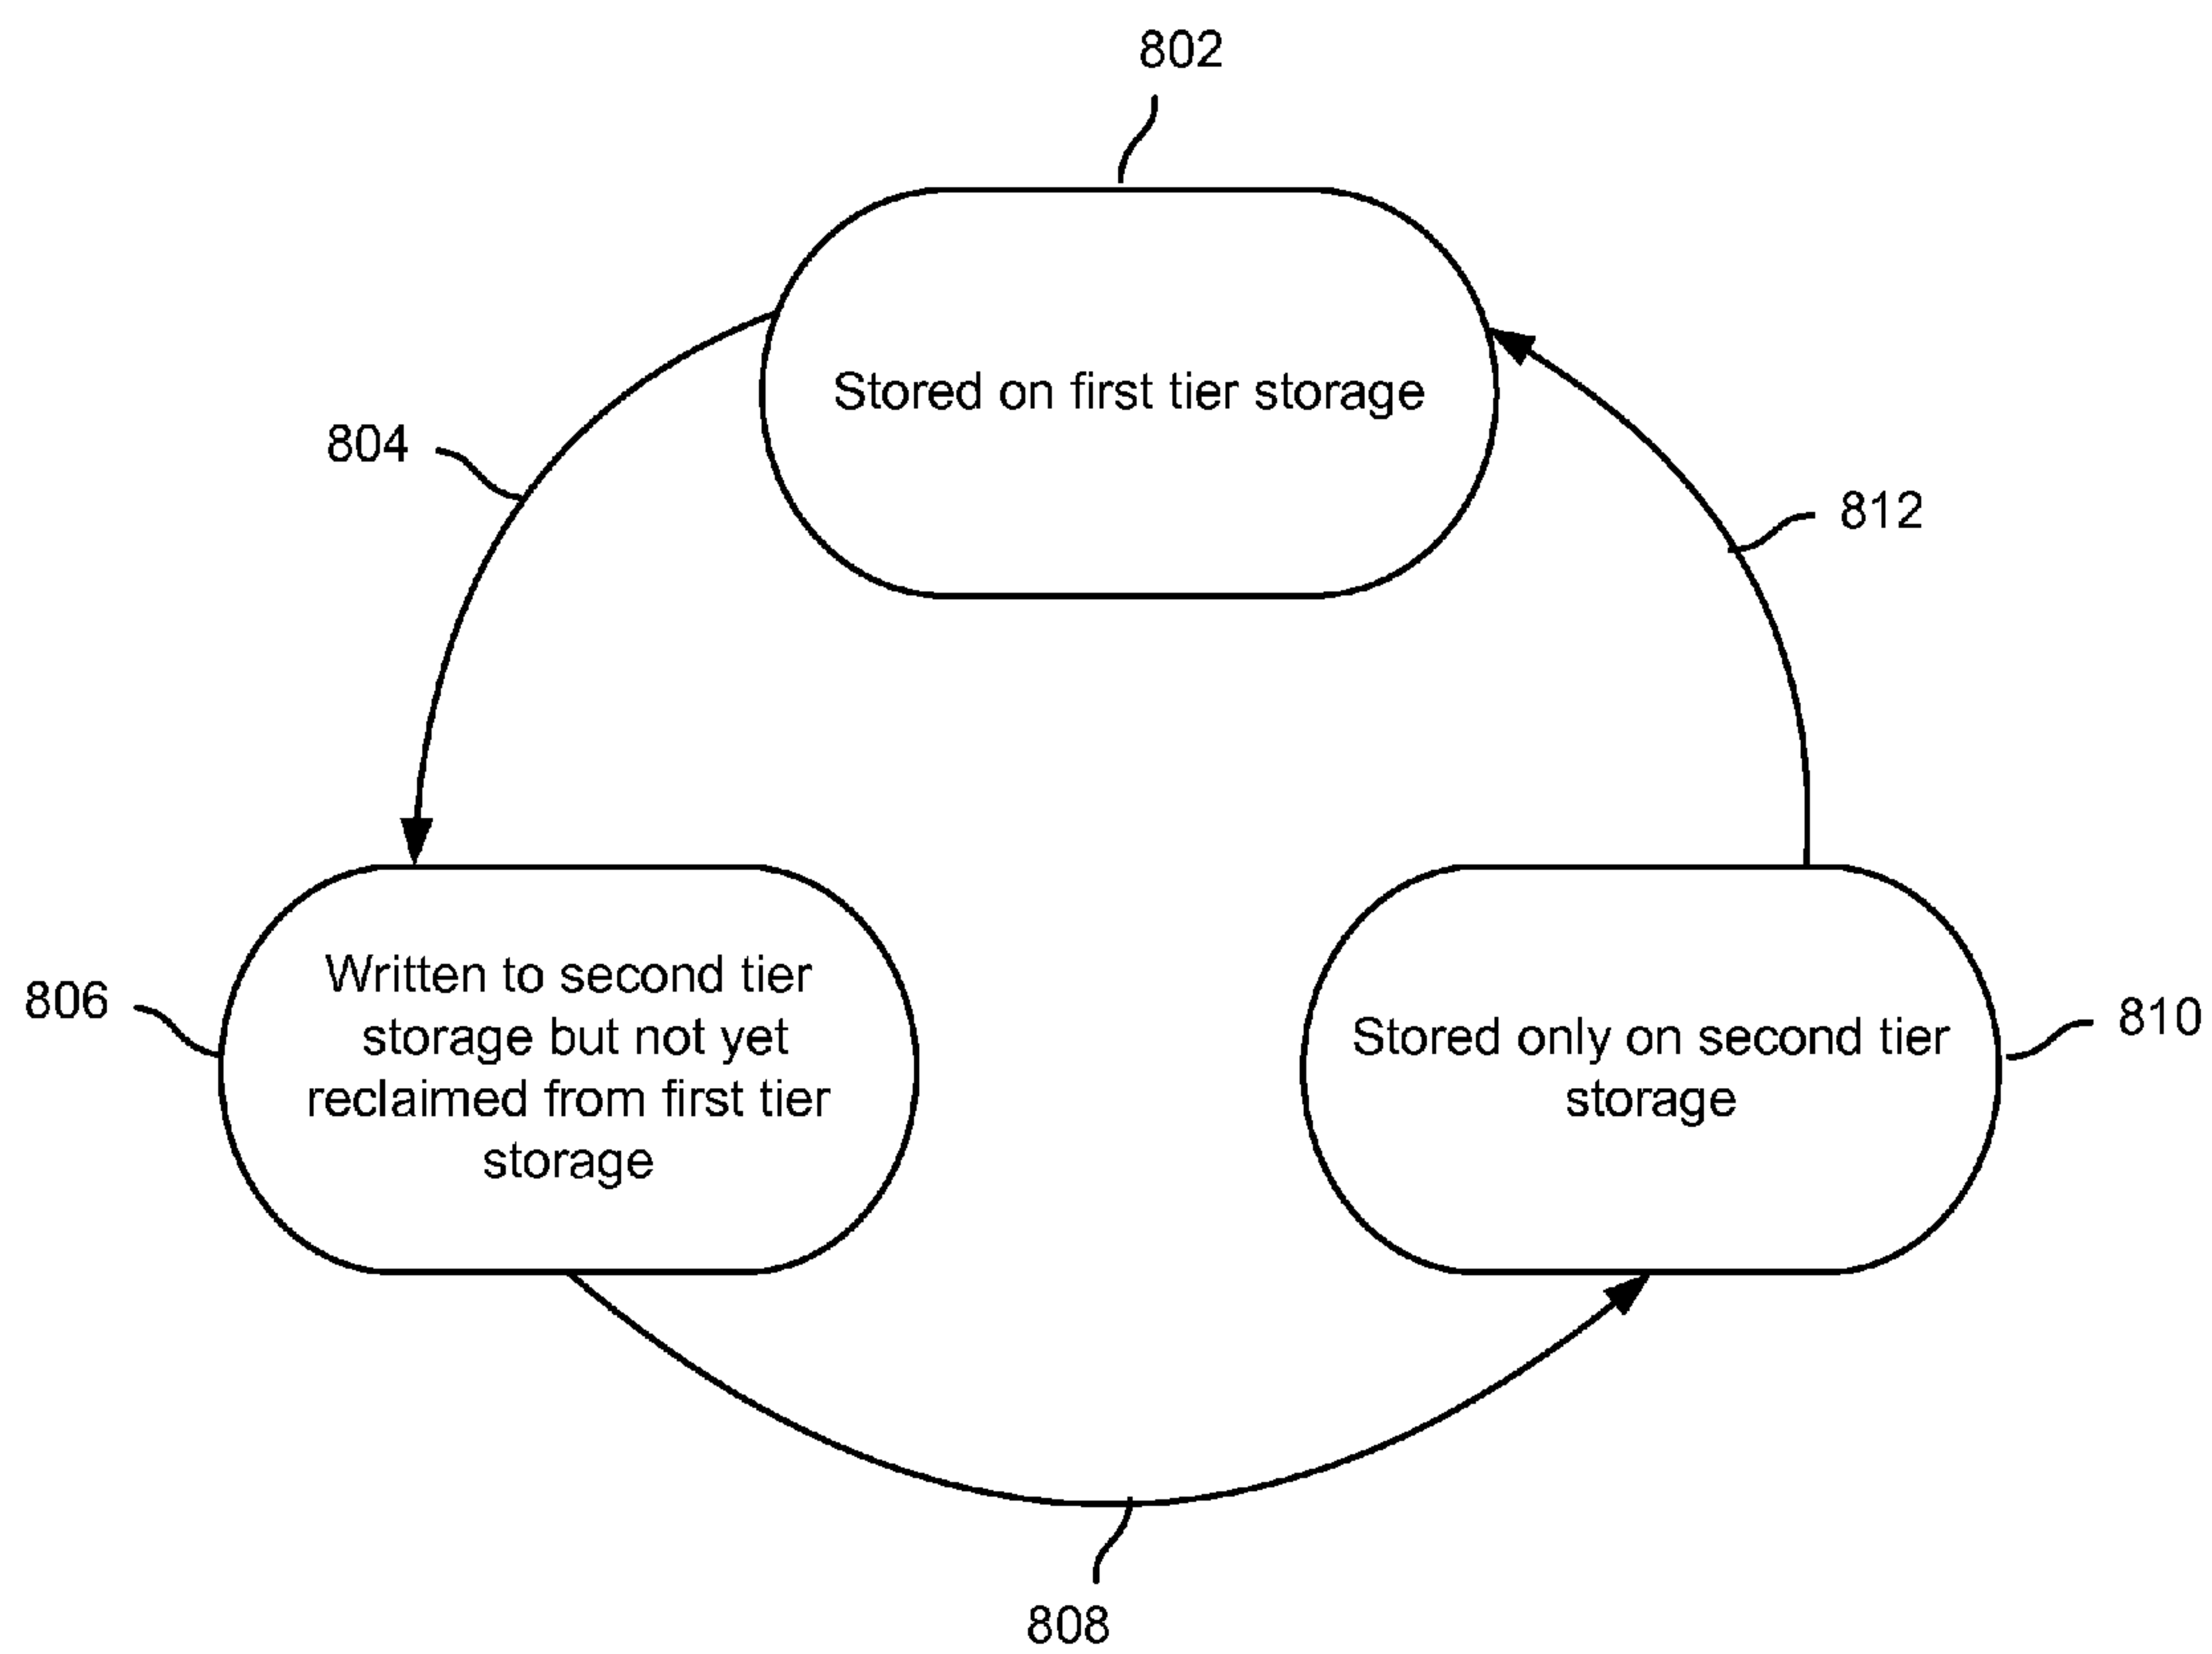 802
Stored on first tier storage
804
812
Written to second tier
storage but not yet
reclaimed from first tier
storage
806
Stored only on second tier
storage
810
808